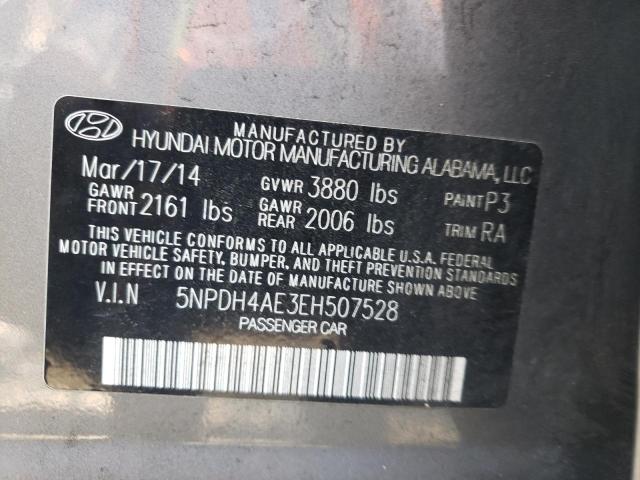 MANUFACTURED BY
HYUNDAI MOTOR MANUFACTURING ALABAMA, LLC
Mar/17/14 GVWR 3880 lbs PAINT P3
GAWR FRONT 2161 lbs GAWR REAR 2006 lbs TRIM RA
THIS VEHICLE CONFORMS TO ALL APPLICABLE U.S.A. FEDERAL
MOTOR VEHICLE SAFETY, BUMPER, AND THEFT PREVENTION STANDARDS
IN EFFECT ON THE DATE OF MANUFACTURE SHOWN ABOVE.
V.I.N 5NPDH4AE3EH507528
PASSENGER CAR